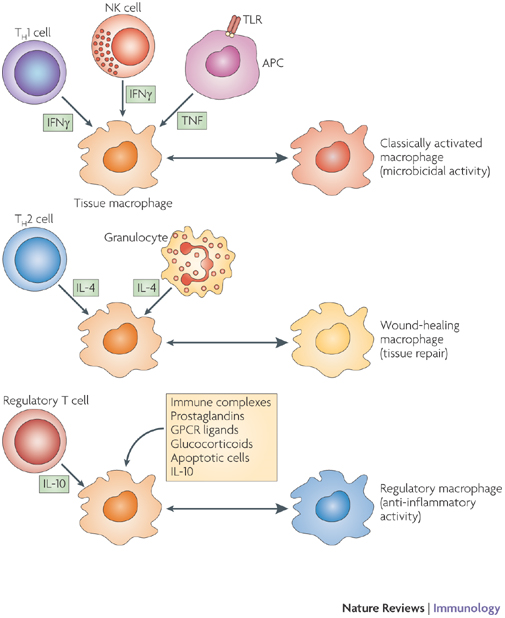 NK cell
TLR
TH1 cell
APC
IFNγ
IFNγ
TNF
Classically activated
macrophage
(microbicidal activity)
Tissue macrophage
TH2 cell
Granulocyte
IL-4
IL-4
Wound-healing
macrophage
(tissue repair)
Regulatory T cell
Immune complexes
Prostaglandins
GPCR ligands
Glucocorticoids
Apoptotic cells
IL-10
IL-10
Regulatory macrophage
(anti-inflammatory
activity)
Nature Reviews | Immunology